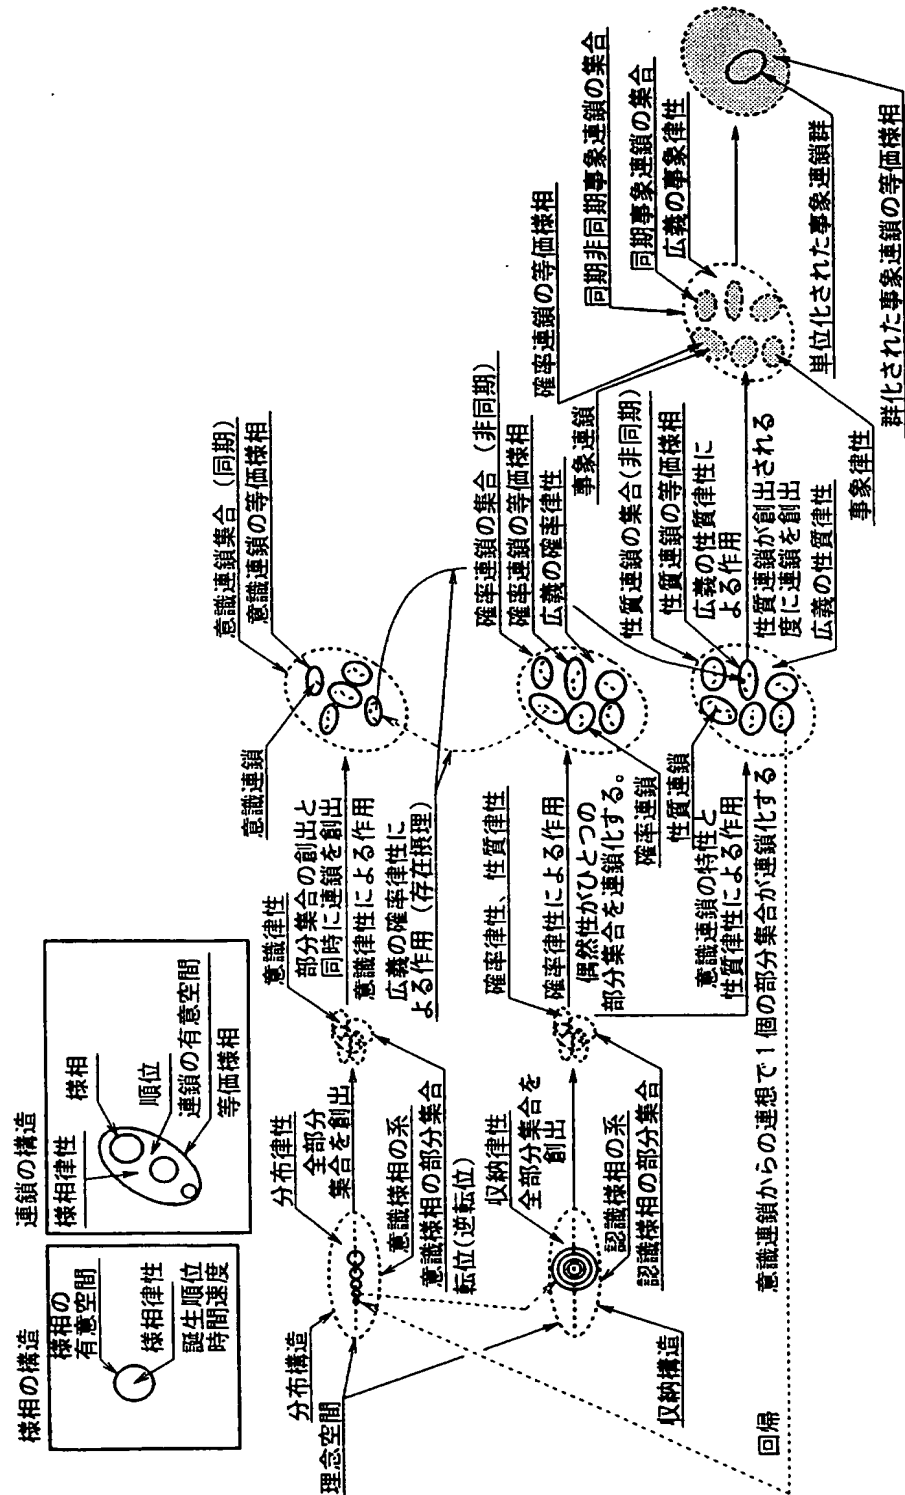 様相の構造
様相の
有意空間
様相律性
誕生順位
時間速度
連鎖の構造
様相律性
様相
順位
連鎖の有意空間
等価様相
理念空間
分布構造
分布律性
全部分
集合を創出
意識様相の系
意識様相の部分集合
転位(逆転位)
意識律性
部分集合の創出と
同時に連鎖を創出
意識律性による作用
広義の確率律性に
よる作用(存在摂理)
意識連鎖
意識連鎖集合(同期)
意識連鎖の等価様相
収納構造
収納律性
全部分集合を
創出
認識様相の系
認識様相の部分集合
確率律性、性質律性
確率律性による作用
偶然性がひとつの
部分集合を連鎖化する。
確率連鎖
確率連鎖の集合(非同期)
確率連鎖の等価様相
広義の確率律性
性質連鎖
意識連鎖の特性と
性質律性による作用
性質連鎖の集合(非同期)
性質連鎖の等価様相
広義の性質律性に
よる作用
性質連鎖が創出される
度に連鎖を創出
広義の性質律性
回帰
意識連鎖からの連想で1個の部分集合が連鎖化する
事象連鎖
確率連鎖の等価様相
同期非同期事象連鎖の集合
同期事象連鎖の集合
広義の事象律性
事象律性
単位化された事象連鎖群
群化された事象連鎖の等価様相